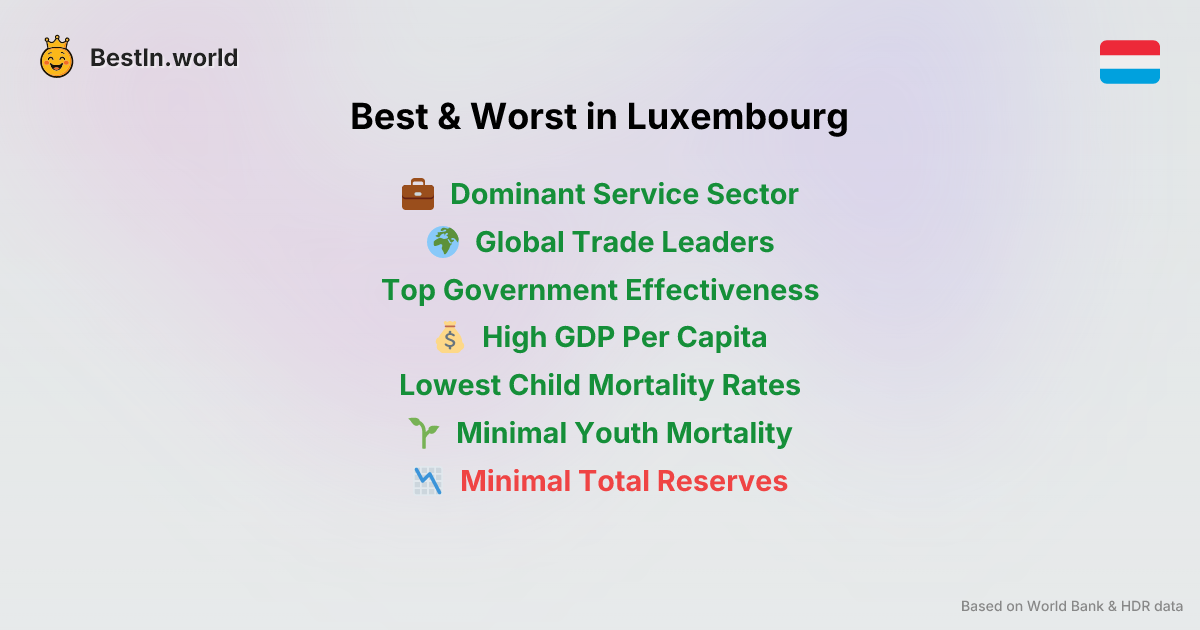 BestIn.world
Best & Worst in Luxembourg
Dominant Service Sector
Global Trade Leaders
Top Government Effectiveness
High GDP Per Capita
Lowest Child Mortality Rates
Minimal Youth Mortality
Minimal Total Reserves
Based on World Bank & HDR data